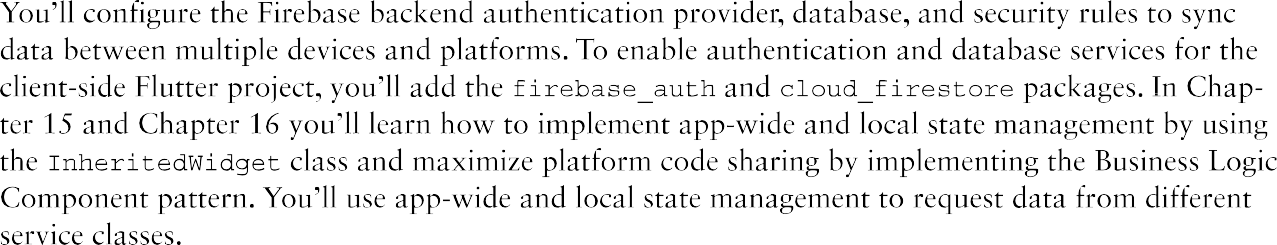 You’ll configure the Firebase backend authentication provider, database, and security rules to sync
data between multiple devices and platforms. To enable authentication and database services for the
client-side Flutter project, you’ll add the firebase_auth and cloud_firestore packages. In Chap-
ter 15 and Chapter 16 you’ll learn how to implement app-wide and local state management by using
the InheritedWidget class and maximize platform code sharing by implementing the Business Logic
Component pattern. You’ll use app-wide and local state management to request data from different
service classes.